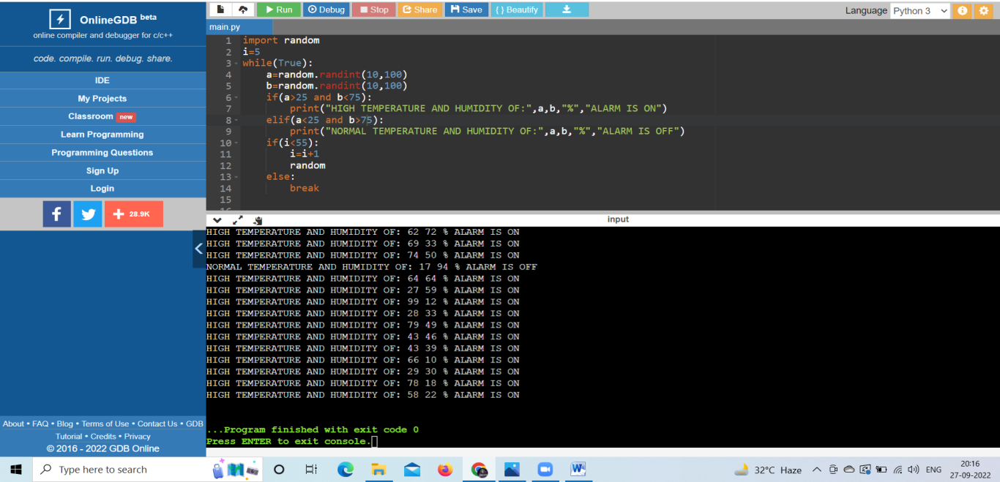 OnlineGDB beta
online compiler and debugger for c/c++
code. compile. run. debug. share.
IDE
My Projects
Classroom new
Learn Programming
Programming Questions
Sign Up
Login
28.9K
About • FAQ • Blog • Terms of Use • Contact Us • GDB
Tutorial • Credits • Privacy
© 2016 - 2022 GDB Online
Run Debug Stop Share Save { } Beautify
Language Python 3
main.py
1 import random
2 i=5
3 while(True):
4 a=random.randint(10,100)
5 b=random.randint(10,100)
6 if(a>25 and b<75):
7 print("HIGH TEMPERATURE AND HUMIDITY OF:",a,b,"%","ALARM IS ON")
8 elif(a<25 and b>75):
9 print("NORMAL TEMPERATURE AND HUMIDITY OF:",a,b,"%","ALARM IS OFF")
10 if(i<55):
11 i=i+1
12 random
13 else:
14 break
15
input
HIGH TEMPERATURE AND HUMIDITY OF: 62 72 % ALARM IS ON
HIGH TEMPERATURE AND HUMIDITY OF: 69 33 % ALARM IS ON
HIGH TEMPERATURE AND HUMIDITY OF: 74 50 % ALARM IS ON
NORMAL TEMPERATURE AND HUMIDITY OF: 17 94 % ALARM IS OFF
HIGH TEMPERATURE AND HUMIDITY OF: 64 64 % ALARM IS ON
HIGH TEMPERATURE AND HUMIDITY OF: 27 59 % ALARM IS ON
HIGH TEMPERATURE AND HUMIDITY OF: 99 12 % ALARM IS ON
HIGH TEMPERATURE AND HUMIDITY OF: 28 33 % ALARM IS ON
HIGH TEMPERATURE AND HUMIDITY OF: 79 49 % ALARM IS ON
HIGH TEMPERATURE AND HUMIDITY OF: 43 46 % ALARM IS ON
HIGH TEMPERATURE AND HUMIDITY OF: 43 39 % ALARM IS ON
HIGH TEMPERATURE AND HUMIDITY OF: 66 10 % ALARM IS ON
HIGH TEMPERATURE AND HUMIDITY OF: 29 30 % ALARM IS ON
HIGH TEMPERATURE AND HUMIDITY OF: 78 18 % ALARM IS ON
HIGH TEMPERATURE AND HUMIDITY OF: 58 22 % ALARM IS ON
...Program finished with exit code 0
Press ENTER to exit console.
Type here to search
32°C Haze
ENG
20:16
27-09-2022